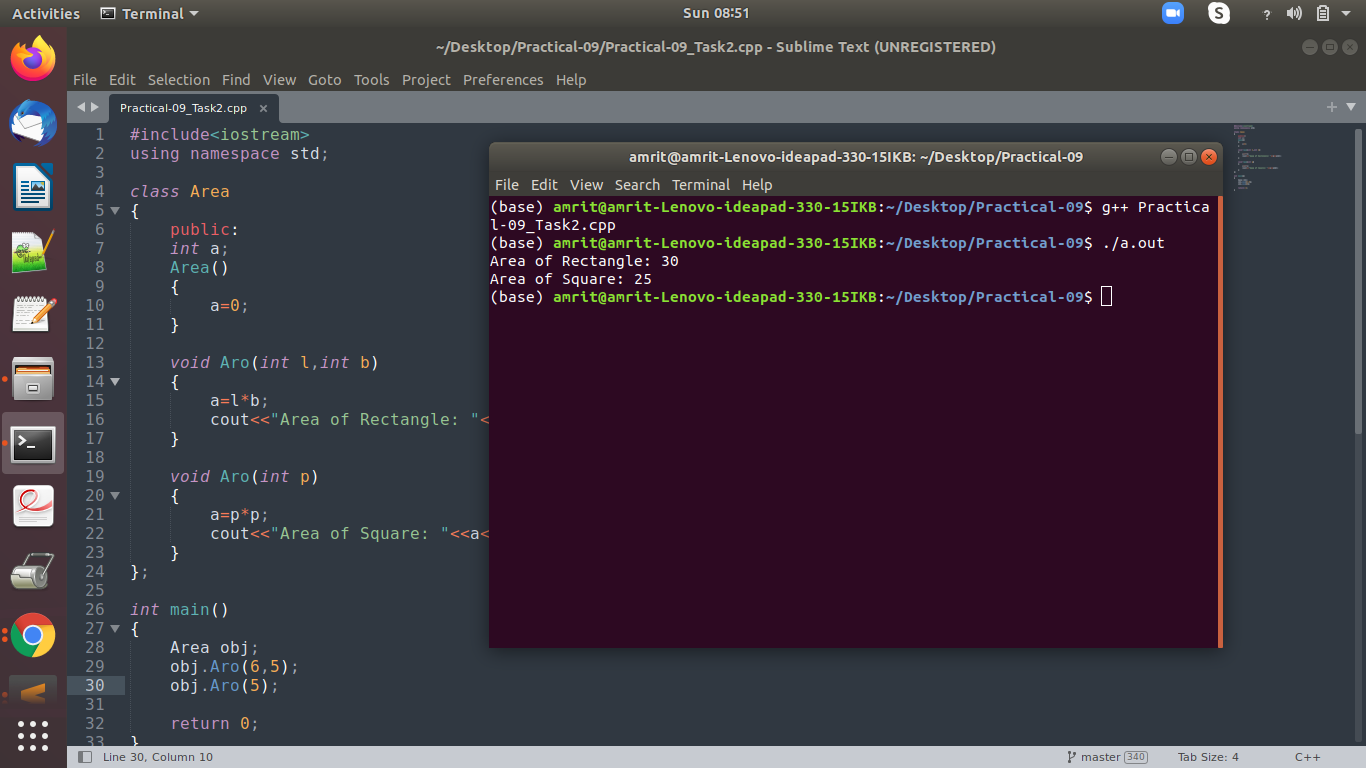 Activities Terminal Sun 08:51
~/Desktop/Practical-09/Practical-09_Task2.cpp - Sublime Text (UNREGISTERED)
File Edit Selection Find View Goto Tools Project Preferences Help
Practical-09_Task2.cpp ×
1 #include<iostream>
2 using namespace std;
3
4 class Area
5 {
6 public:
7 int a;
8 Area()
9 {
10 a=0;
11 }
12
13 void Aro(int l,int b)
14 {
15 a=l*b;
16 cout<<"Area of Rectangle: "<
17 }
18
19 void Aro(int p)
20 {
21 a=p*p;
22 cout<<"Area of Square: "<<a<
23 }
24 };
25
26 int main()
27 {
28 Area obj;
29 obj.Aro(6,5);
30 obj.Aro(5);
31
32 return 0;
33 }
amrit@amrit-Lenovo-ideapad-330-15IKB: ~/Desktop/Practical-09
File Edit View Search Terminal Help
(base) amrit@amrit-Lenovo-ideapad-330-15IKB:~/Desktop/Practical-09$ g++ Practica
l-09_Task2.cpp
(base) amrit@amrit-Lenovo-ideapad-330-15IKB:~/Desktop/Practical-09$ ./a.out
Area of Rectangle: 30
Area of Square: 25
(base) amrit@amrit-Lenovo-ideapad-330-15IKB:~/Desktop/Practical-09$
Line 30, Column 10 master 340 Tab Size: 4 C++